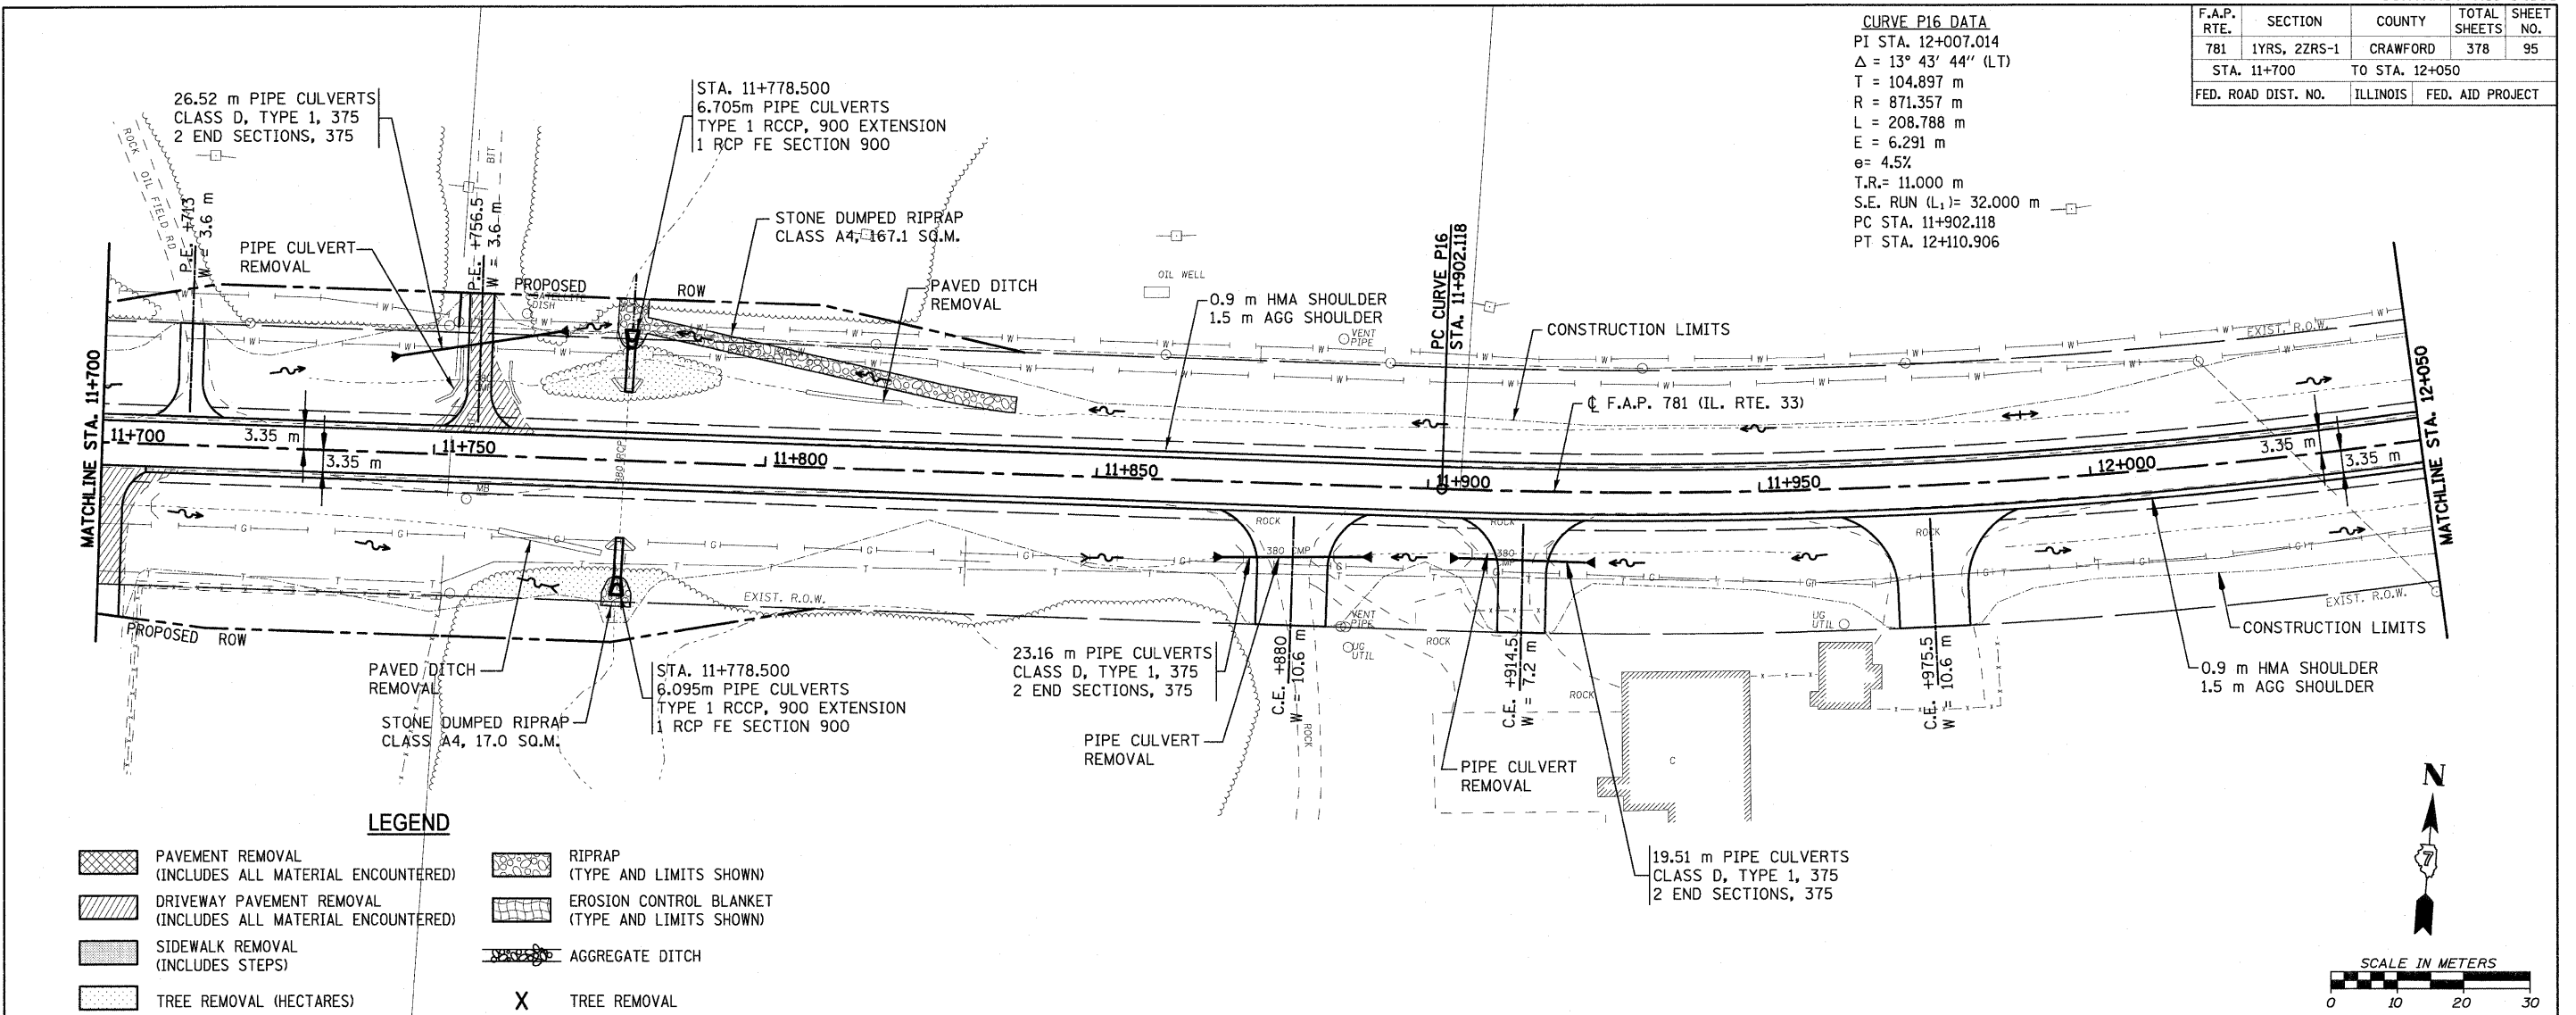 CURVE P16 DATA
PI STA. 12+007.014
Δ = 13° 43' 44" (LT)
T = 104.897 m
R = 871.357 m
L = 208.788 m
E = 6.291 m
e= 4.5%
T.R.= 11.000 m
S.E. RUN (L₁)= 32.000 m
PC STA. 11+902.118
PT STA. 12+110.906
F.A.P. RTE. SECTION COUNTY TOTAL SHEETS SHEET NO.
781 1YRS, 2ZRS-1 CRAWFORD 378 95
STA. 11+700 TO STA. 12+050
FED. ROAD DIST. NO. ILLINOIS FED. AID PROJECT
26.52 m PIPE CULVERTS
CLASS D, TYPE 1, 375
2 END SECTIONS, 375
STA. 11+778.500
6.705m PIPE CULVERTS
TYPE 1 RCCP, 900 EXTENSION
1 RCP FE SECTION 900
STONE DUMPED RIPRAP
CLASS A4, 167.1 SQ.M.
PIPE CULVERT
REMOVAL
ROCK OIL FIELD RD
P.E. +713
W = 3.6 m
P.E. +756.5
W = 3.6 m
BIT
PROPOSED ROW
SATELLITE
DISH
PAVED DITCH
REMOVAL
OIL WELL
0.9 m HMA SHOULDER
1.5 m AGG SHOULDER
VENT
PIPE
PC CURVE P16
STA. 11+902.118
CONSTRUCTION LIMITS
EXIST. R.O.W.
℄ F.A.P. 781 (IL. RTE. 33)
MATCHLINE STA. 11+700
MATCHLINE STA. 12+050
11+700
3.35 m
3.35 m
11+750
11+800
11+850
11+900
11+950
12+000
3.35 m
3.35 m
MB
ROCK
ROCK
ROCK
380 CMP
380
CMP
EXIST. R.O.W.
PROPOSED ROW
PAVED DITCH
REMOVAL
STONE DUMPED RIPRAP
CLASS A4, 17.0 SQ.M.
STA. 11+778.500
6.095m PIPE CULVERTS
TYPE 1 RCCP, 900 EXTENSION
1 RCP FE SECTION 900
23.16 m PIPE CULVERTS
CLASS D, TYPE 1, 375
2 END SECTIONS, 375
PIPE CULVERT
REMOVAL
C.E. +880
W = 10.6 m
ROCK
VENT
PIPE
UG
UTIL
ROCK
C.E. +914.5
W = 7.2 m
PIPE CULVERT
REMOVAL
ROCK
C
UG
UTIL
C.E. +975.5
W = 10.6 m
EXIST. R.O.W.
CONSTRUCTION LIMITS
0.9 m HMA SHOULDER
1.5 m AGG SHOULDER
19.51 m PIPE CULVERTS
CLASS D, TYPE 1, 375
2 END SECTIONS, 375
LEGEND
PAVEMENT REMOVAL
(INCLUDES ALL MATERIAL ENCOUNTERED)
DRIVEWAY PAVEMENT REMOVAL
(INCLUDES ALL MATERIAL ENCOUNTERED)
SIDEWALK REMOVAL
(INCLUDES STEPS)
TREE REMOVAL (HECTARES)
RIPRAP
(TYPE AND LIMITS SHOWN)
EROSION CONTROL BLANKET
(TYPE AND LIMITS SHOWN)
AGGREGATE DITCH
X TREE REMOVAL
N
7
SCALE IN METERS
0 10 20 30